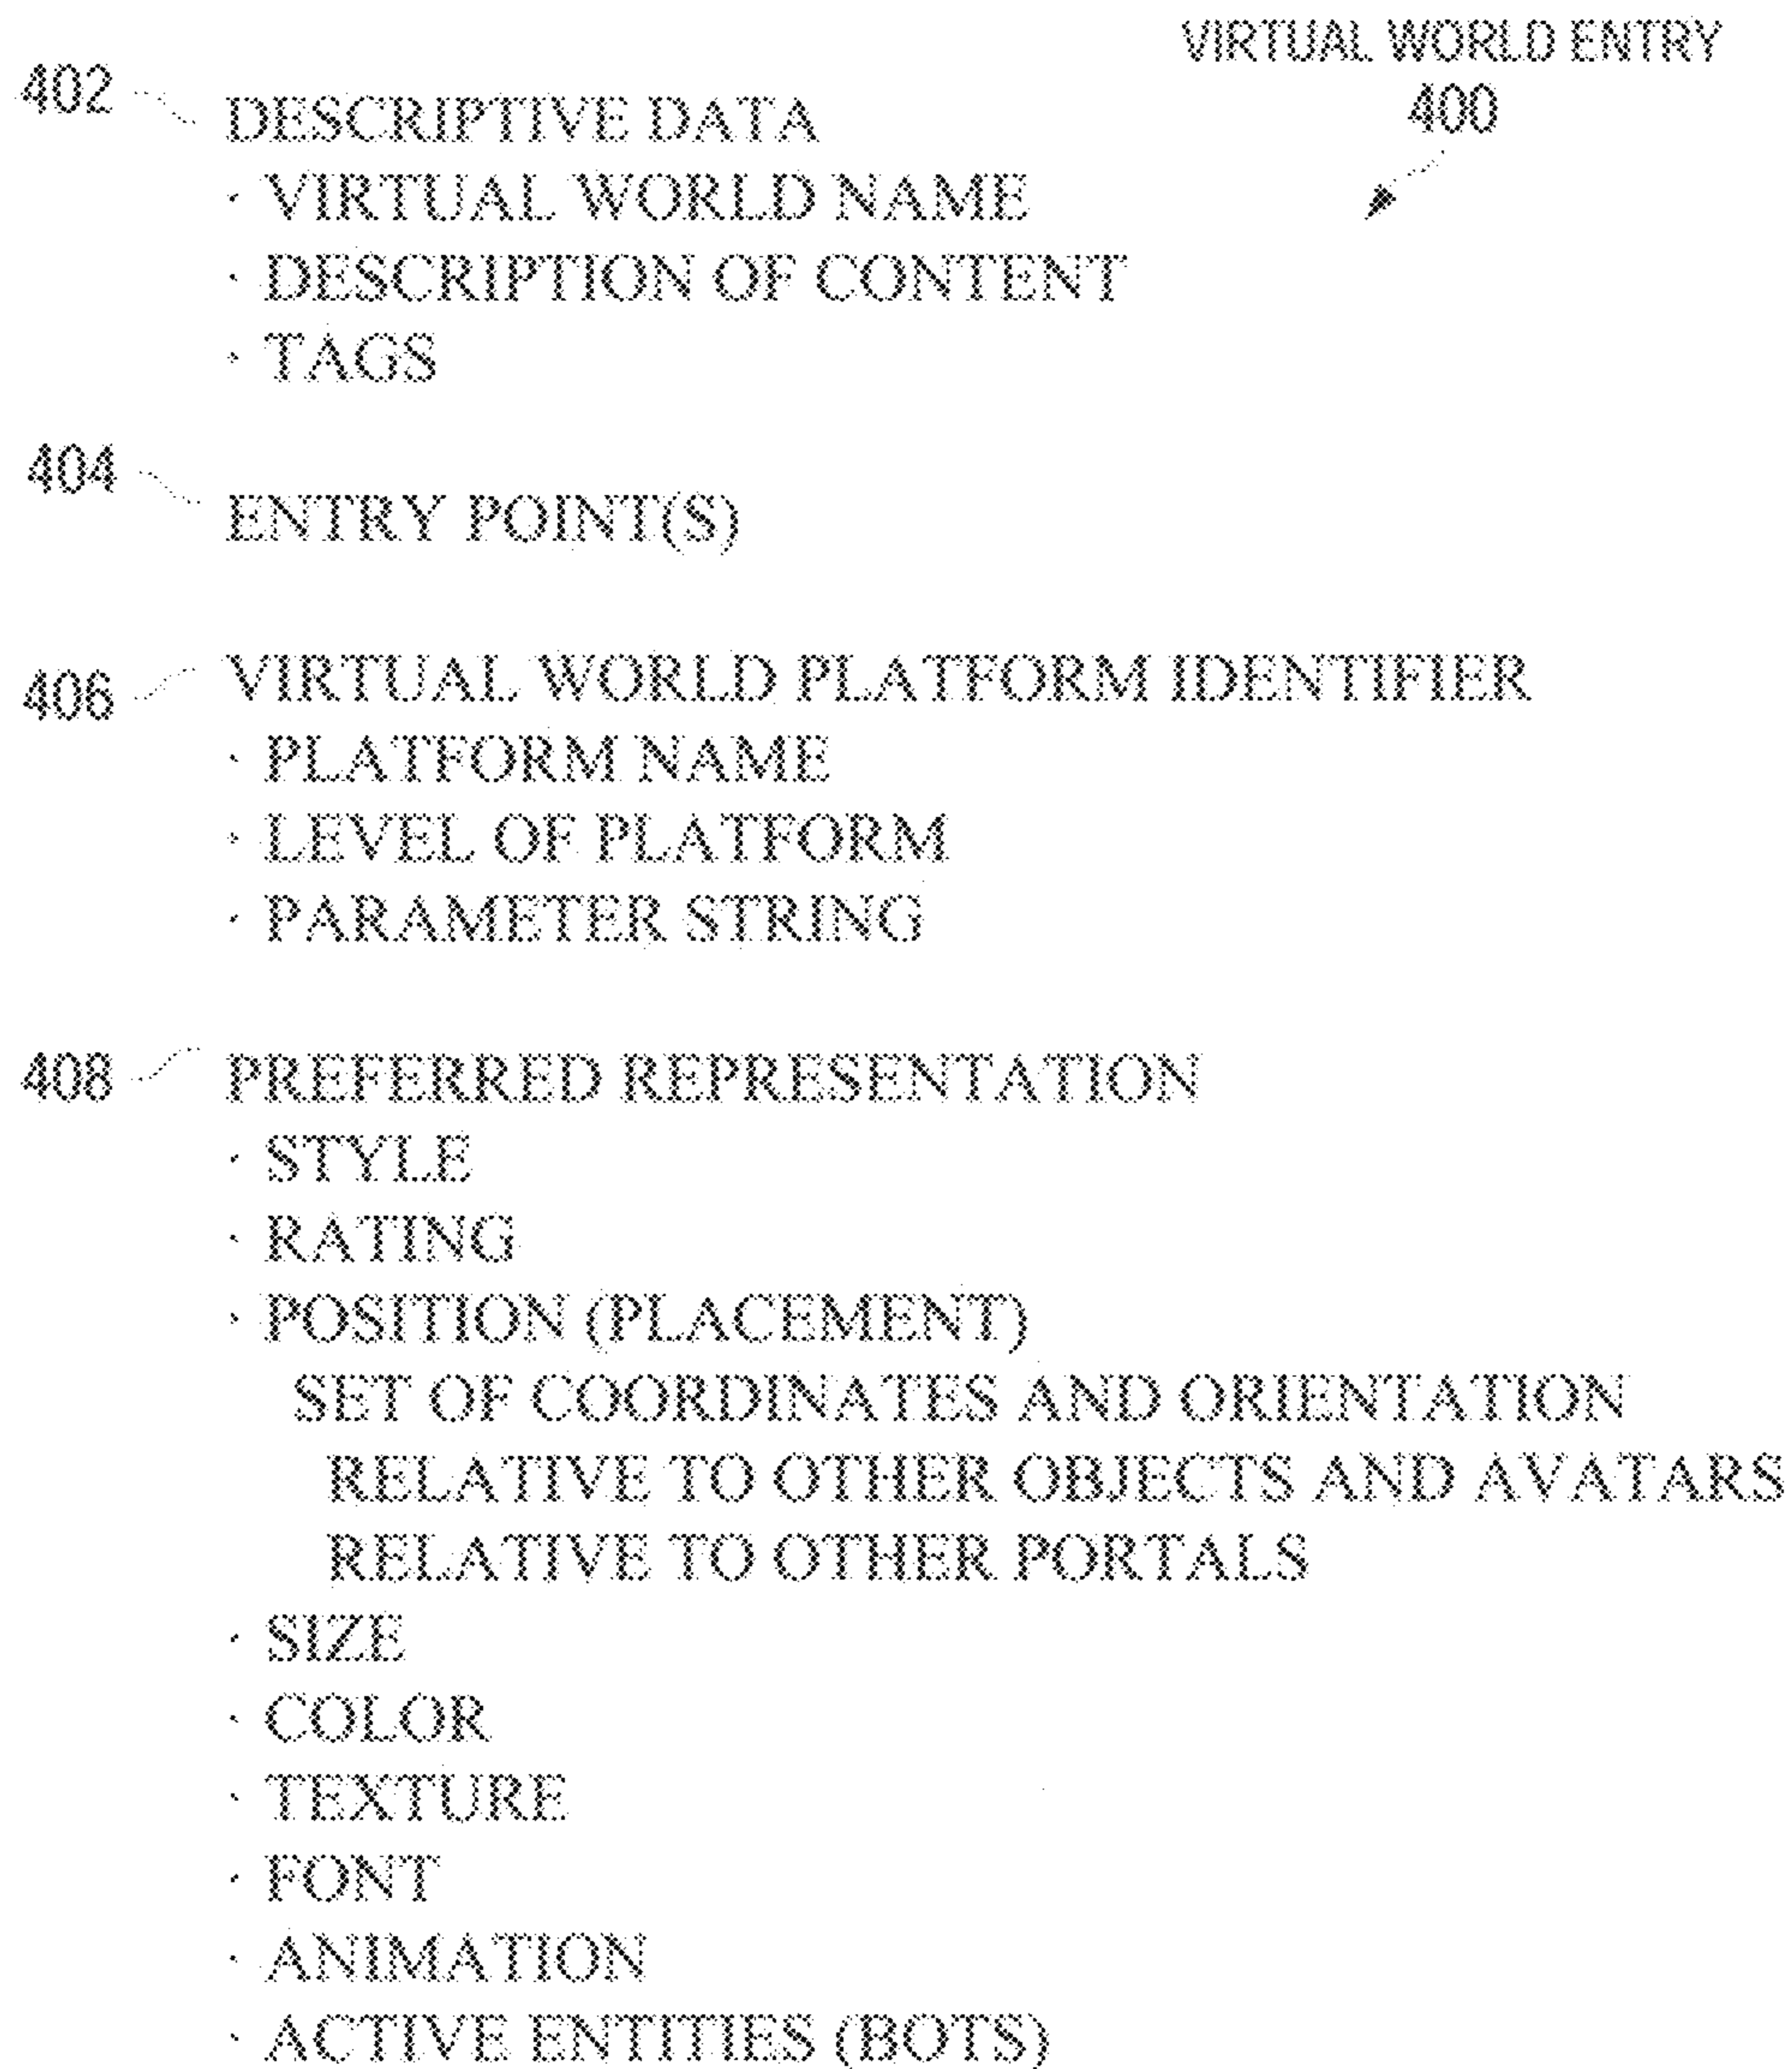 VIRTUAL WORLD ENTRY
400
402
DESCRIPTIVE DATA
· VIRTUAL WORLD NAME
· DESCRIPTION OF CONTENT
· TAGS
404
ENTRY POINT(S)
406
VIRTUAL WORLD PLATFORM IDENTIFIER
· PLATFORM NAME
· LEVEL OF PLATFORM
· PARAMETER STRING
408
PREFERRED REPRESENTATION
· STYLE
· RATING
· POSITION (PLACEMENT)
SET OF COORDINATES AND ORIENTATION
RELATIVE TO OTHER OBJECTS AND AVATARS
RELATIVE TO OTHER PORTALS
· SIZE
· COLOR
· TEXTURE
· FONT
· ANIMATION
· ACTIVE ENTITIES (BOTS)